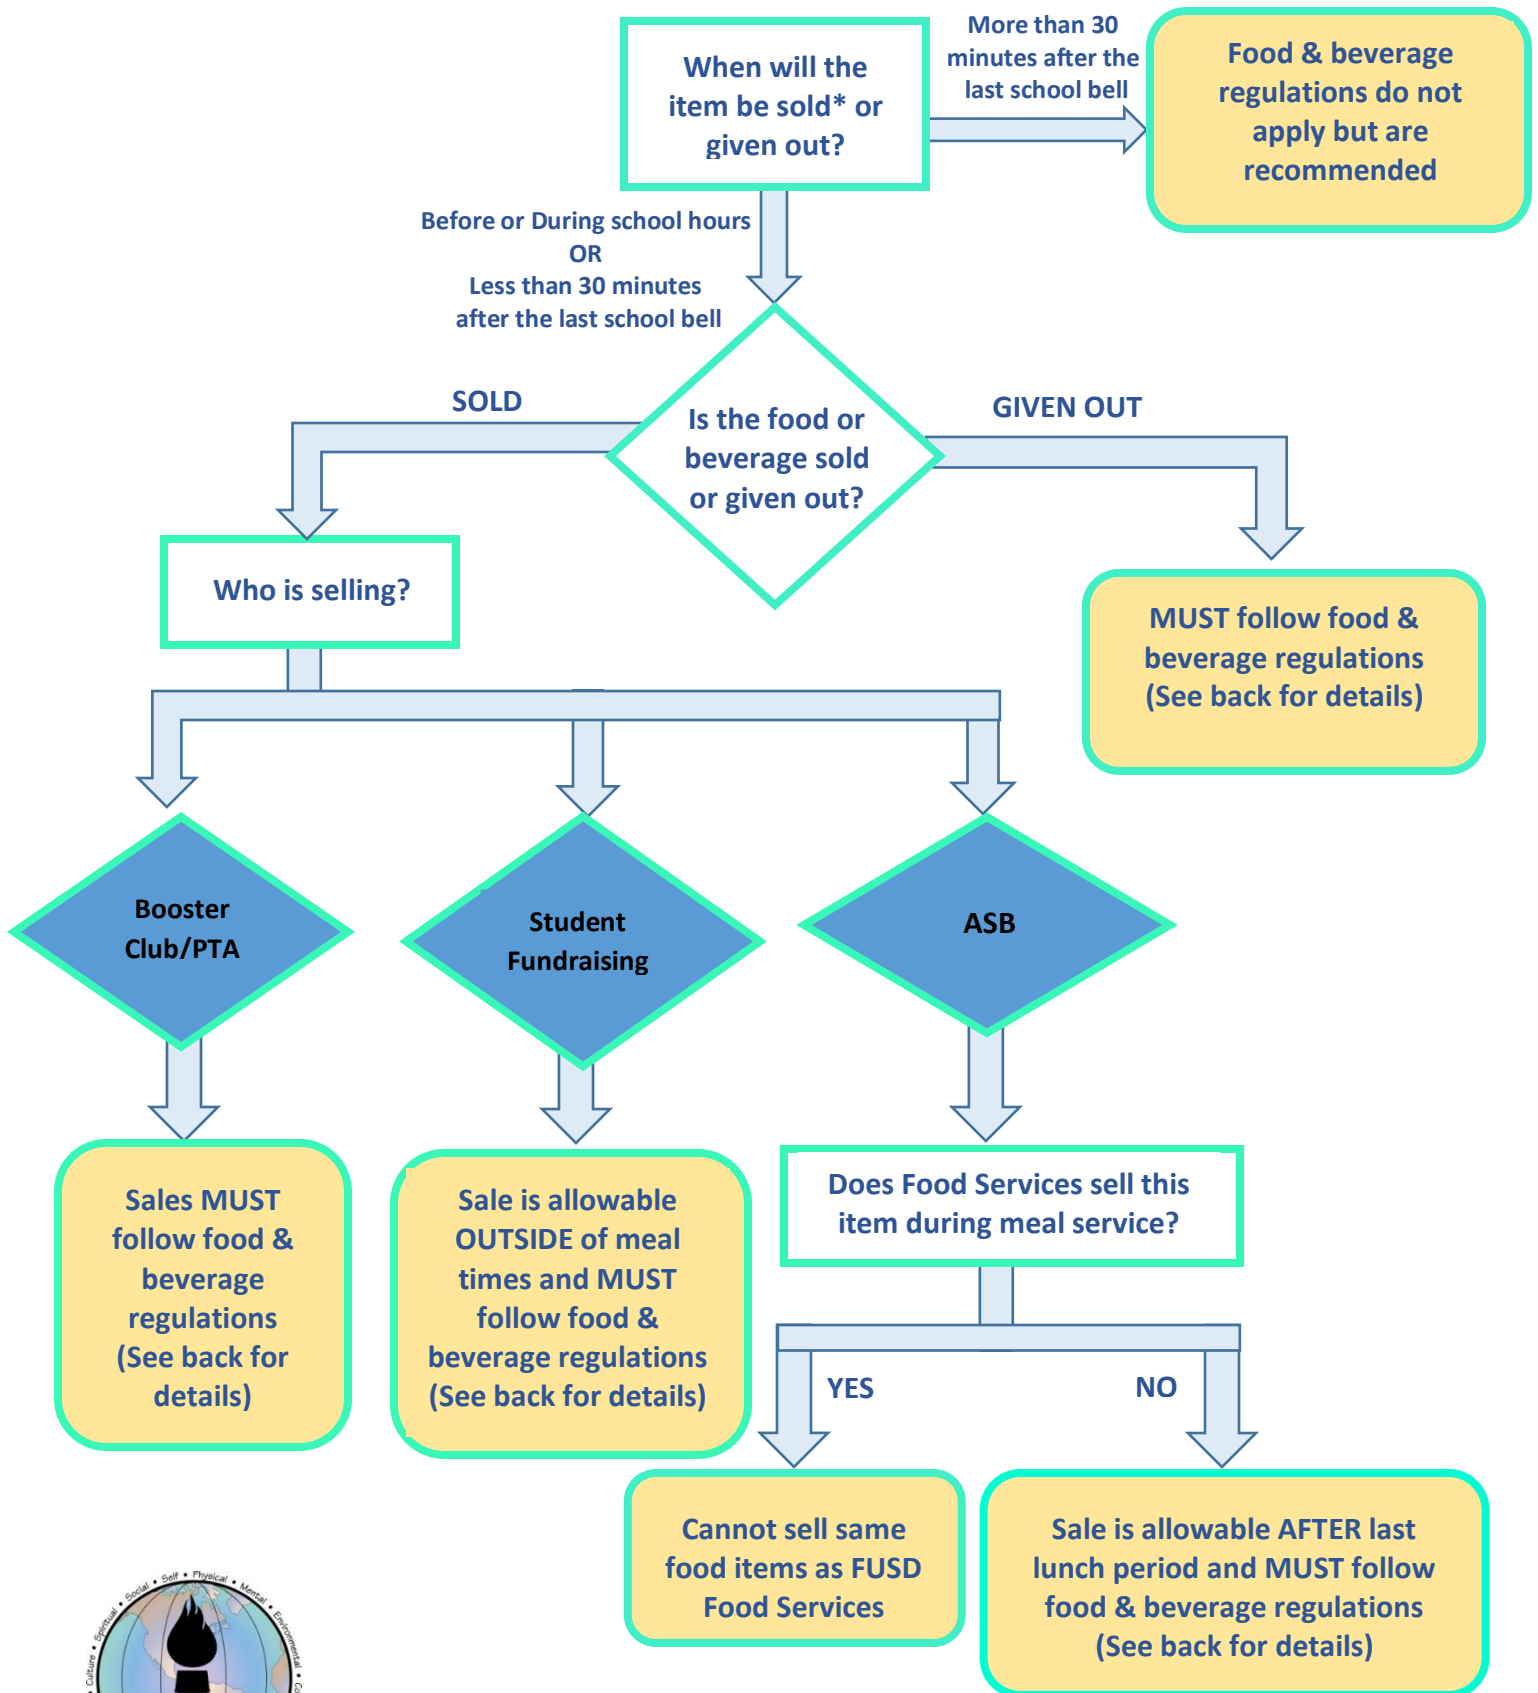 When will the
item be sold* or
given out?
More than 30
minutes after the
last school bell
Food & beverage
regulations do not
apply but are
recommended
Before or During school hours
OR
Less than 30 minutes
after the last school bell
SOLD
Is the food or
beverage sold
or given out?
GIVEN OUT
Who is selling?
MUST follow food &
beverage regulations
(See back for details)
Booster
Club/PTA
Student
Fundraising
ASB
Sales MUST
follow food &
beverage
regulations
(See back for
details)
Sale is allowable
OUTSIDE of meal
times and MUST
follow food &
beverage regulations
(See back for details)
Does Food Services sell this
item during meal service?
YES
NO
Cannot sell same
food items as FUSD
Food Services
Sale is allowable AFTER last
lunch period and MUST follow
food & beverage regulations
(See back for details)
• Culture • Spiritual • Social • Self • Physical • Mental • Environmental •